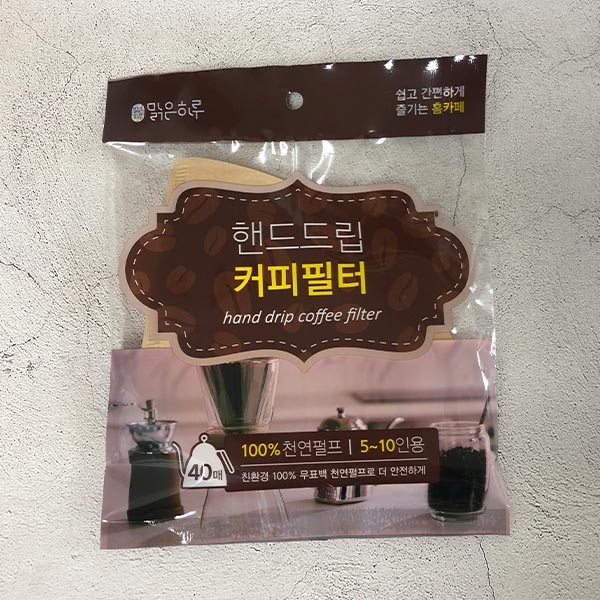 맑은하루
쉽고 간편하게
즐기는 홈카페
핸드드립
커피필터
hand drip coffee filter
100% 천연펄프 | 5~10인용
40매
친환경 100% 무표백 천연펄프로 더 안전하게